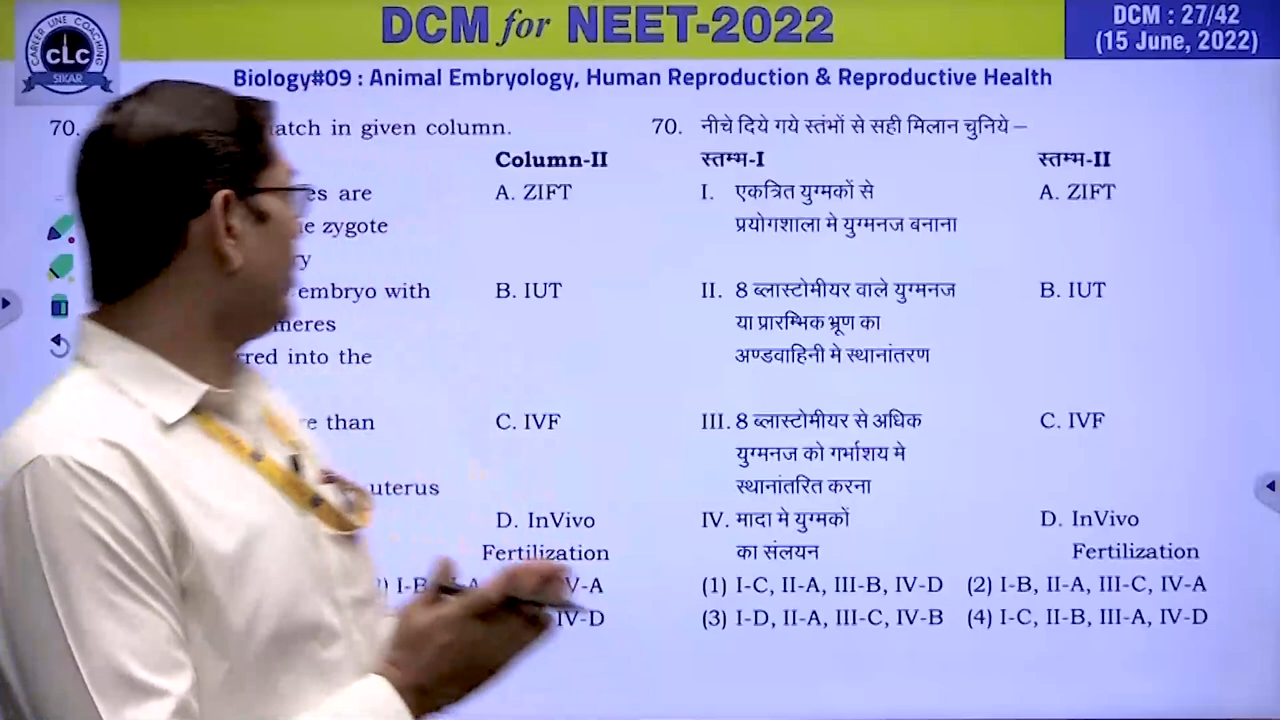 DCM for NEET-2022
DCM : 27/42
(15 June, 2022)
CAREER LINE COACHING
CLC
SIKAR
Biology#09 : Animal Embryology, Human Reproduction & Reproductive Health
70. atch in given column.
Column-II
es are A. ZIFT
zygote
ry
embryo with B. IUT
meres
rred into the
re than C. IVF
uterus
D. InVivo
Fertilization
I-B V-A
IV-D
70. नीचे दिये गये स्तंभों से सही मिलान चुनिये –
स्तम्भ-I स्तम्भ-II
I. एकत्रित युग्मकों से A. ZIFT
प्रयोगशाला मे युग्मनज बनाना
II. 8 ब्लास्टोमीयर वाले युग्मनज B. IUT
या प्रारम्भिक भ्रूण का
अण्डवाहिनी मे स्थानांतरण
III. 8 ब्लास्टोमीयर से अधिक C. IVF
युग्मनज को गर्भाशय मे
स्थानांतरित करना
IV. मादा मे युग्मकों D. InVivo
का संलयन Fertilization
(1) I-C, II-A, III-B, IV-D (2) I-B, II-A, III-C, IV-A
(3) I-D, II-A, III-C, IV-B (4) I-C, II-B, III-A, IV-D